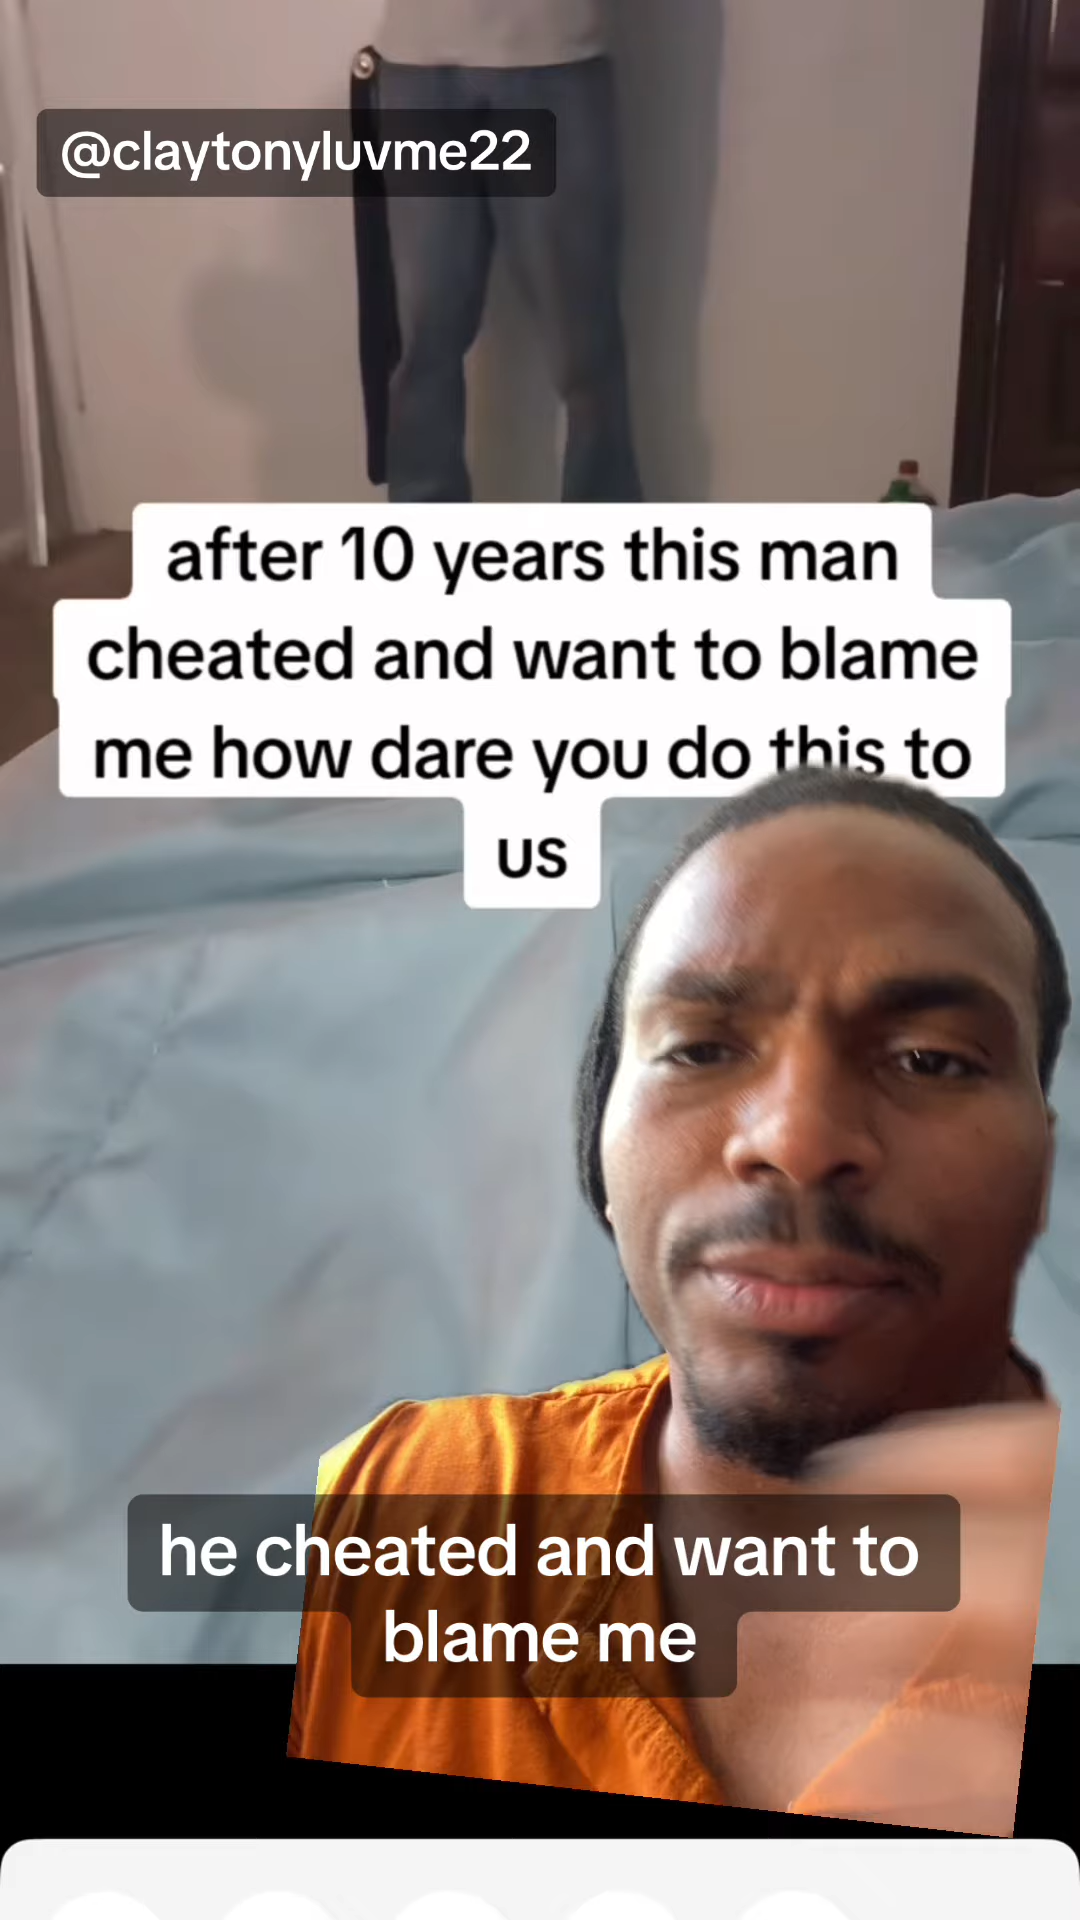 @claytonyluvme22
after 10 years this man
cheated and want to blame
me how dare you do this to
us
he cheated and want to
blame me